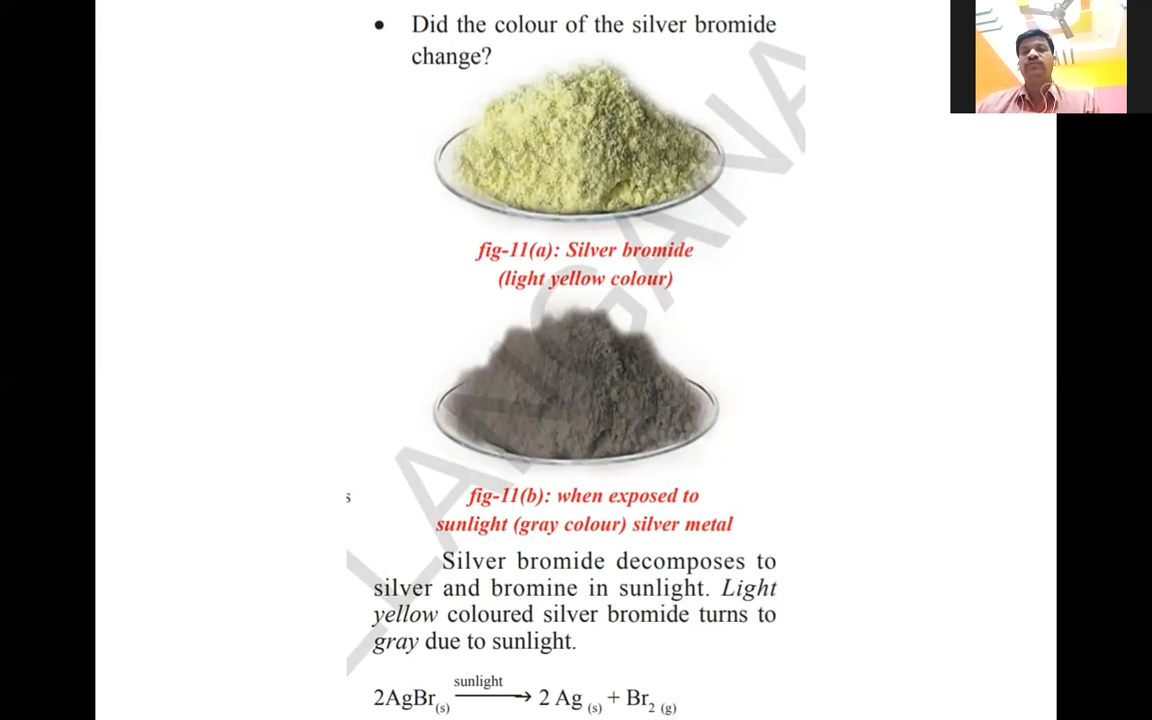 • Did the colour of the silver bromide
change?
fig-11(a): Silver bromide
(light yellow colour)
s
fig-11(b): when exposed to
sunlight (gray colour) silver metal
Silver bromide decomposes to
silver and bromine in sunlight. Light
yellow coloured silver bromide turns to
gray due to sunlight.
sunlight
2AgBr(s) ⟶ 2 Ag (s) + Br2 (g)
LANGANA